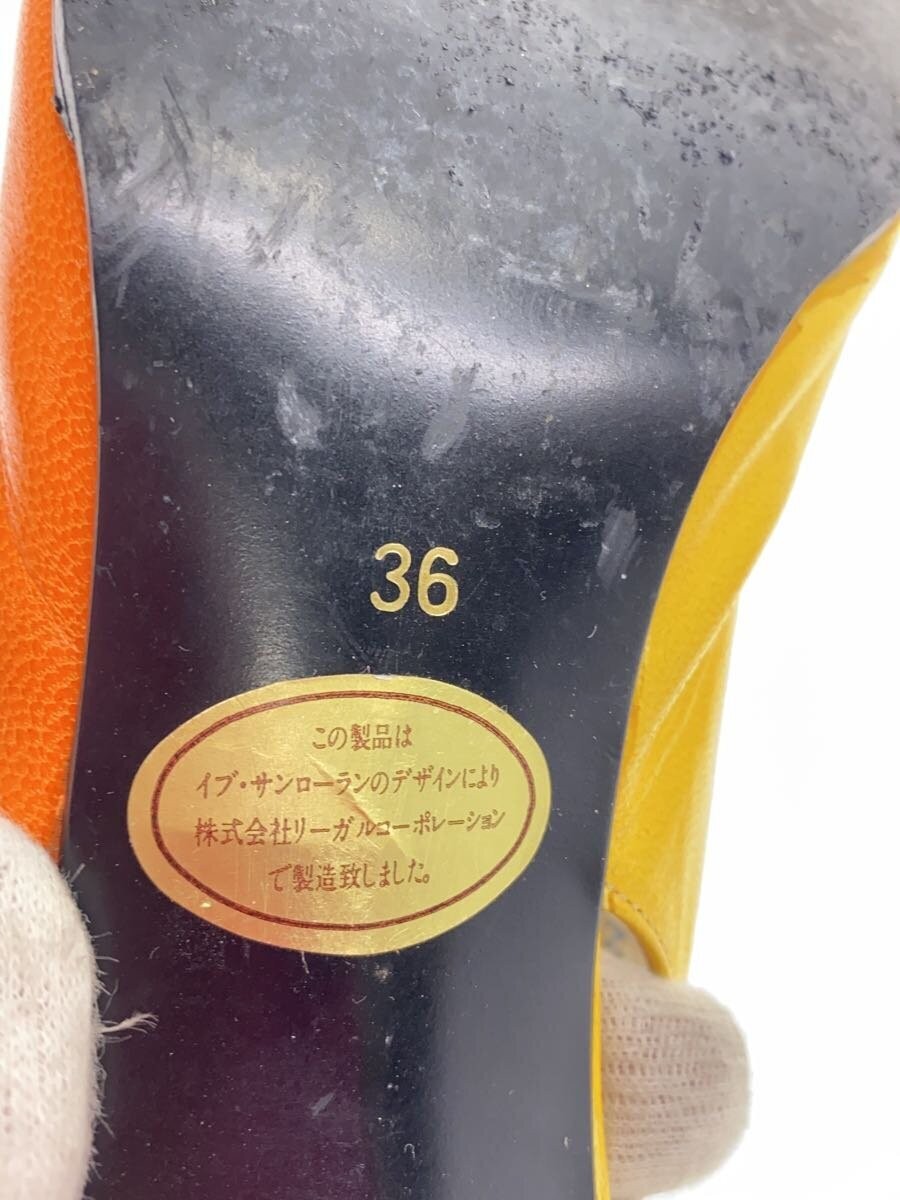 36
この製品は
イブ・サンローランのデザインにより
株式会社リーガルコーポレーション
で製造致しました。